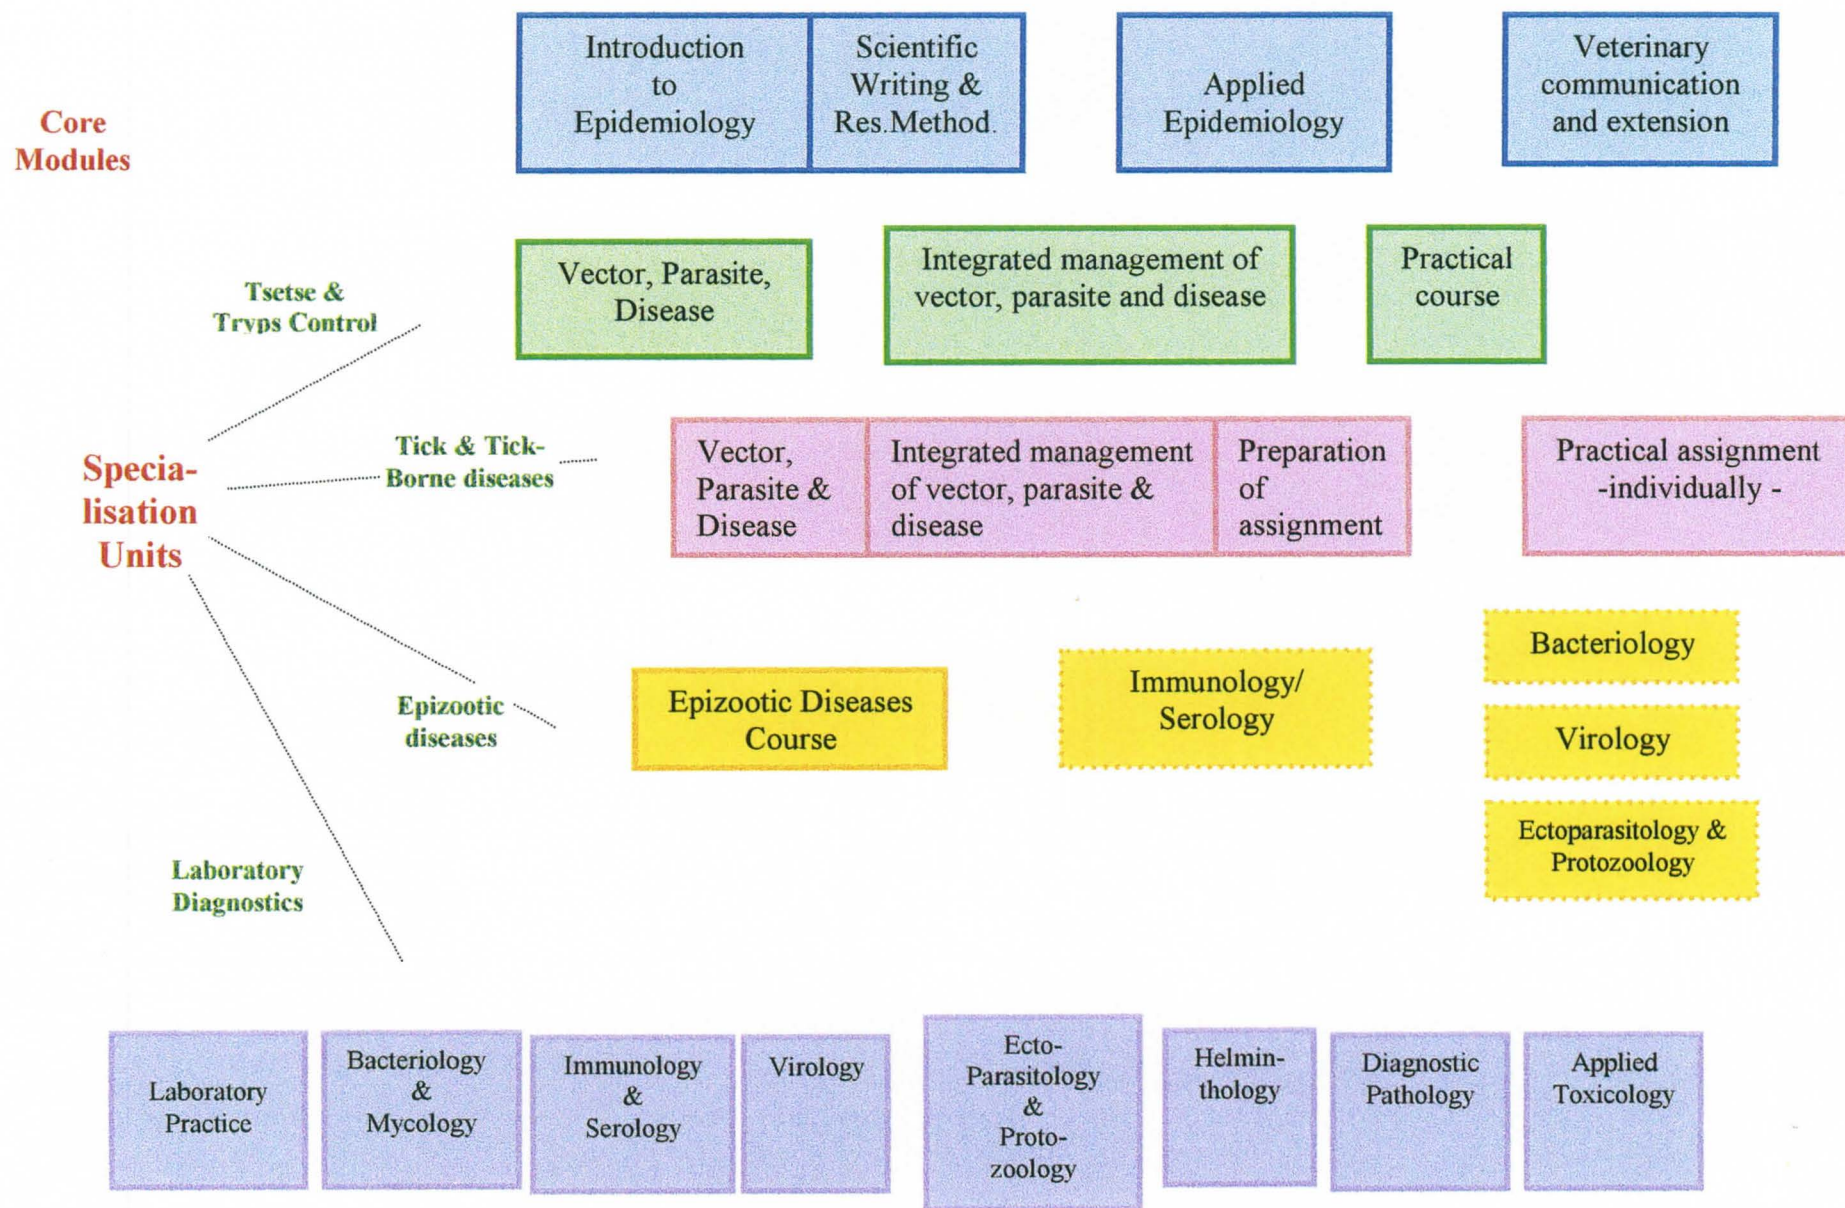 Core
Modules
Introduction
to
Epidemiology
Scientific
Writing &
Res.Method.
Applied
Epidemiology
Veterinary
communication
and extension
Tsetse &
Tryps Control
Vector, Parasite,
Disease
Integrated management of
vector, parasite and disease
Practical
course
Specia-
lisation
Units
Tick & Tick-
Borne diseases
Vector,
Parasite &
Disease
Integrated management
of vector, parasite &
disease
Preparation
of
assignment
Practical assignment
-individually -
Epizootic
diseases
Epizootic Diseases
Course
Immunology/
Serology
Bacteriology
Virology
Ectoparasitology &
Protozoology
Laboratory
Diagnostics
Laboratory
Practice
Bacteriology
&
Mycology
Immunology
&
Serology
Virology
Ecto-
Parasitology
&
Proto-
zoology
Helmin-
thology
Diagnostic
Pathology
Applied
Toxicology